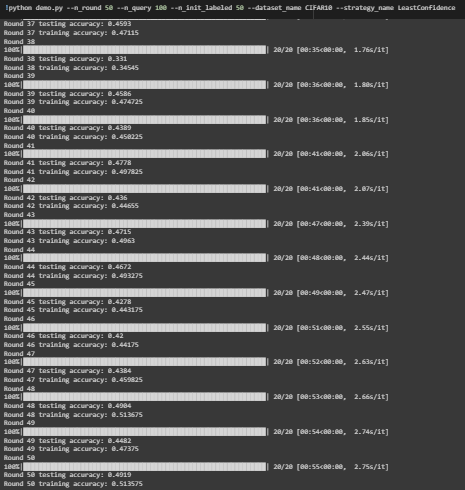 !python demo.py --n_round 50 --n_query 100 --n_init_labeled 50 --dataset_name CIFAR10 --strategy_name LeastConfidence
Round 37 testing accuracy: 0.4593
Round 37 training accuracy: 0.47115
Round 38
100%| 20/20 [00:35<00:00, 1.76s/it]
Round 38 testing accuracy: 0.331
Round 38 training accuracy: 0.34545
Round 39
100%| 20/20 [00:36<00:00, 1.80s/it]
Round 39 testing accuracy: 0.4586
Round 39 training accuracy: 0.474725
Round 40
100%| 20/20 [00:36<00:00, 1.85s/it]
Round 40 testing accuracy: 0.4389
Round 40 training accuracy: 0.450225
Round 41
100%| 20/20 [00:41<00:00, 2.06s/it]
Round 41 testing accuracy: 0.4778
Round 41 training accuracy: 0.497825
Round 42
100%| 20/20 [00:41<00:00, 2.07s/it]
Round 42 testing accuracy: 0.436
Round 42 training accuracy: 0.44655
Round 43
100%| 20/20 [00:47<00:00, 2.39s/it]
Round 43 testing accuracy: 0.4715
Round 43 training accuracy: 0.4963
Round 44
100%| 20/20 [00:48<00:00, 2.44s/it]
Round 44 testing accuracy: 0.4672
Round 44 training accuracy: 0.493275
Round 45
100%| 20/20 [00:49<00:00, 2.47s/it]
Round 45 testing accuracy: 0.4278
Round 45 training accuracy: 0.443175
Round 46
100%| 20/20 [00:51<00:00, 2.55s/it]
Round 46 testing accuracy: 0.42
Round 46 training accuracy: 0.44175
Round 47
100%| 20/20 [00:52<00:00, 2.63s/it]
Round 47 testing accuracy: 0.4384
Round 47 training accuracy: 0.459825
Round 48
100%| 20/20 [00:53<00:00, 2.66s/it]
Round 48 testing accuracy: 0.4904
Round 48 training accuracy: 0.513675
Round 49
100%| 20/20 [00:54<00:00, 2.74s/it]
Round 49 testing accuracy: 0.4482
Round 49 training accuracy: 0.47375
Round 50
100%| 20/20 [00:55<00:00, 2.75s/it]
Round 50 testing accuracy: 0.4919
Round 50 training accuracy: 0.513575